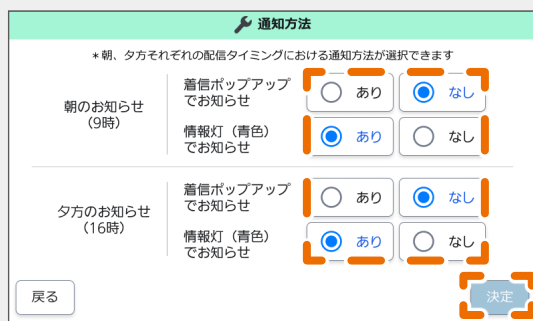 通知方法
*朝、夕方それぞれの配信タイミングにおける通知方法が選択できます
朝のお知らせ
(9時)
着信ポップアップ
でお知らせ
あり
なし
情報灯(青色)
でお知らせ
あり
なし
夕方のお知らせ
(16時)
着信ポップアップ
でお知らせ
あり
なし
情報灯(青色)
でお知らせ
あり
なし
戻る
決定